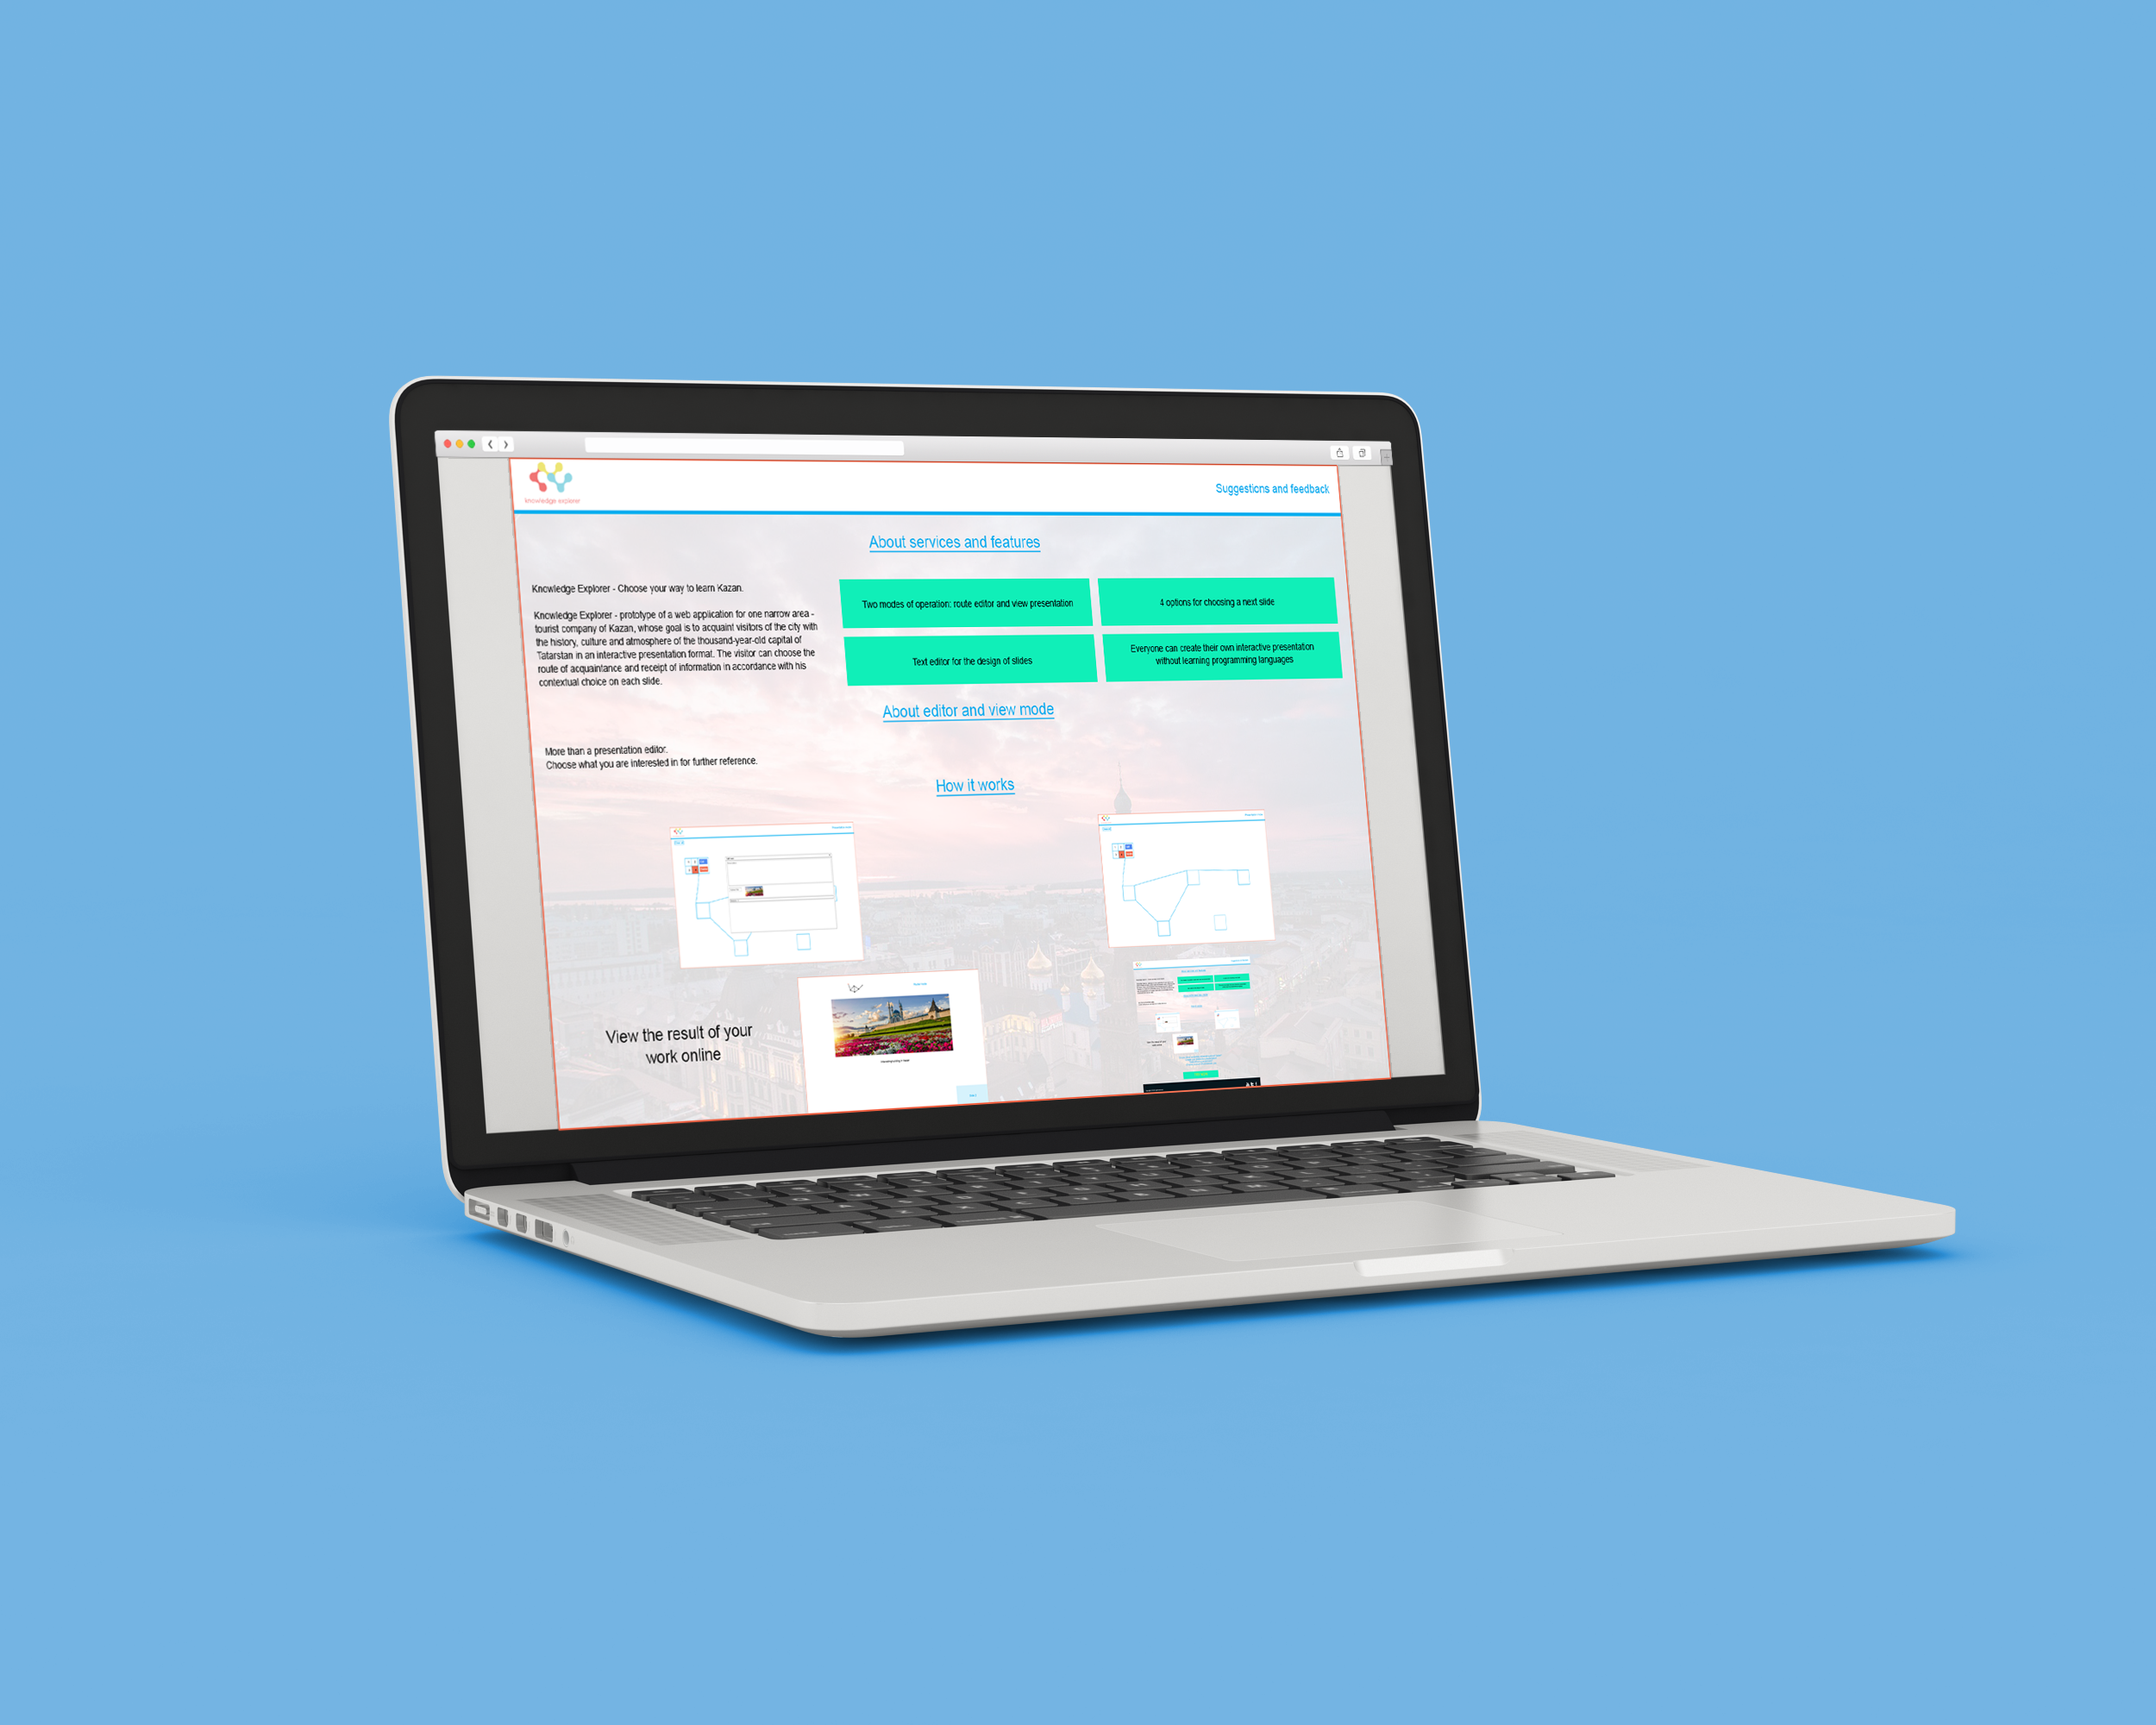 knowledge explorer
Suggestions and feedback
About services and features
Knowledge Explorer - Choose your way to learn Kazan.
Knowledge Explorer - prototype of a web application for one narrow area -
tourist company of Kazan, whose goal is to acquaint visitors of the city with
the history, culture and atmosphere of the thousand-year-old capital of
Tatarstan in an interactive presentation format. The visitor can choose the
route of acquaintance and receipt of information in accordance with his
contextual choice on each slide.
Two modes of operation: route editor and view presentation
4 options for choosing a next slide
Text editor for the design of slides
Everyone can create their own interactive presentation
without learning programming languages
About editor and view mode
More than a presentation editor.
Choose what you are interested in for further reference.
How it works
View the result of your
work online